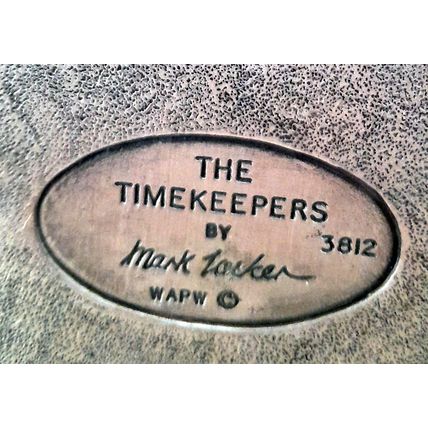 THE
TIMEKEEPERS
BY
3812
Mark Locker
WAPW ©